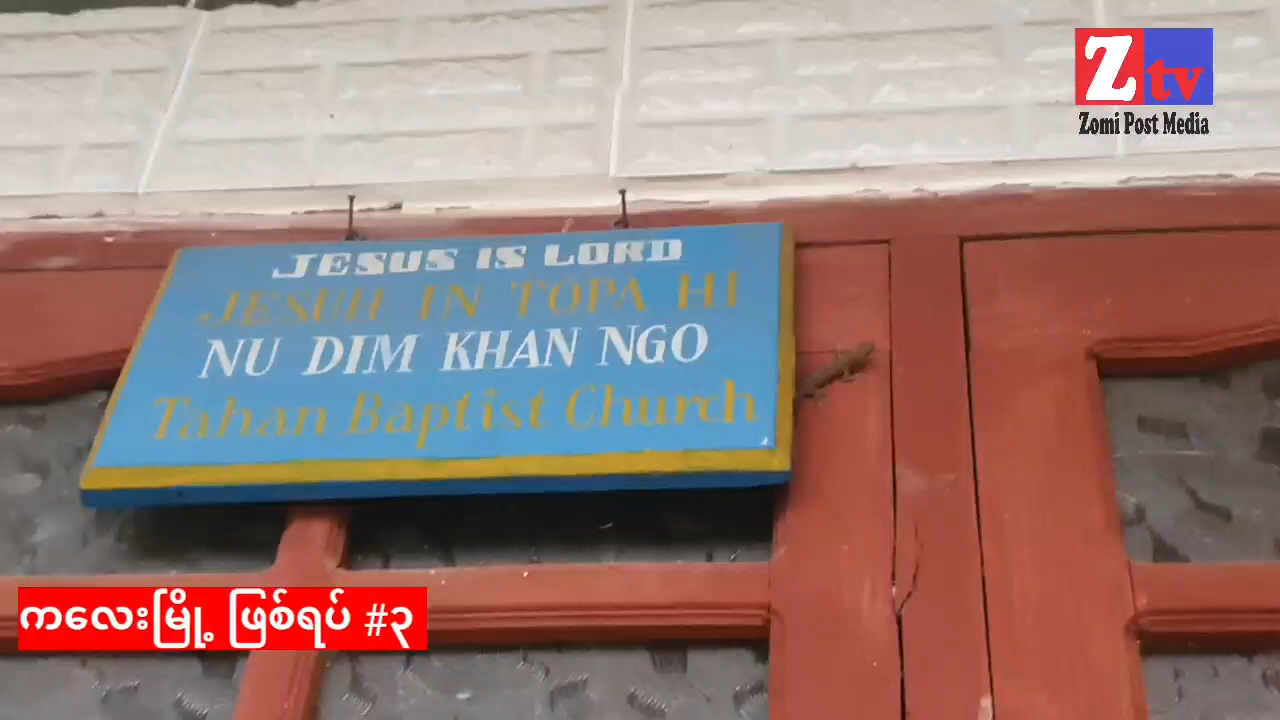 Z tv
Zomi Post Media
JESUS IS LORD
JESUH IN TOPA HI
NU DIM KHAN NGO
Tahan Baptist Church
ကလေးမြို့ ဖြစ်ရပ် #၃